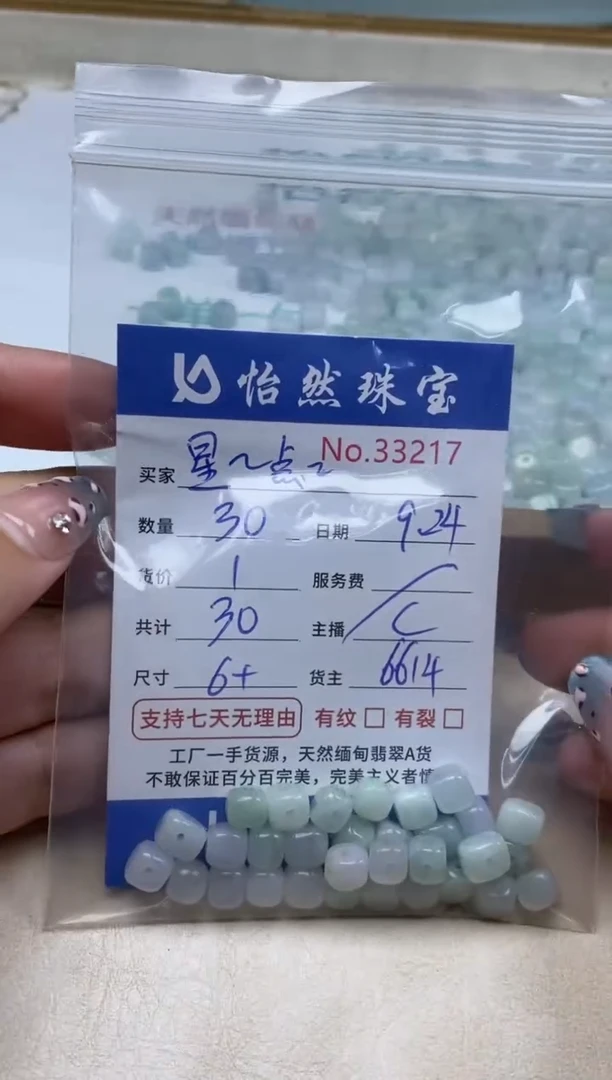 怡然珠宝
No.33217
买家 星~点~
数量 30 日期 9.24
货价 1 服务费 /
共计 30 主播 C
尺寸 6+ 货主 6614
支持七天无理由 有纹 □ 有裂 □
工厂一手货源，天然缅甸翡翠A货
不敢保证百分百完美，完美主义者慎